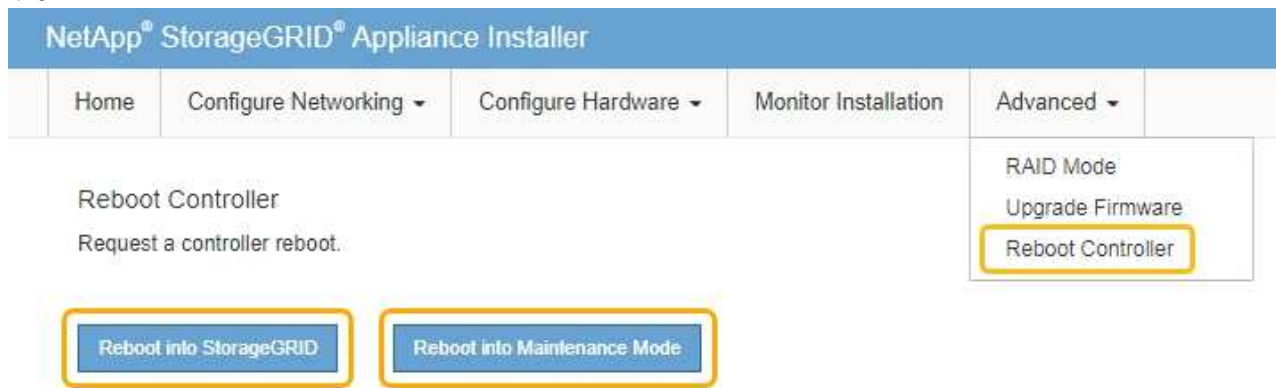 NetApp® StorageGRID® Appliance Installer
Home Configure Networking Configure Hardware Monitor Installation Advanced
RAID Mode
Upgrade Firmware
Reboot Controller
Reboot Controller
Request a controller reboot.
Reboot into StorageGRID Reboot into Maintenance Mode